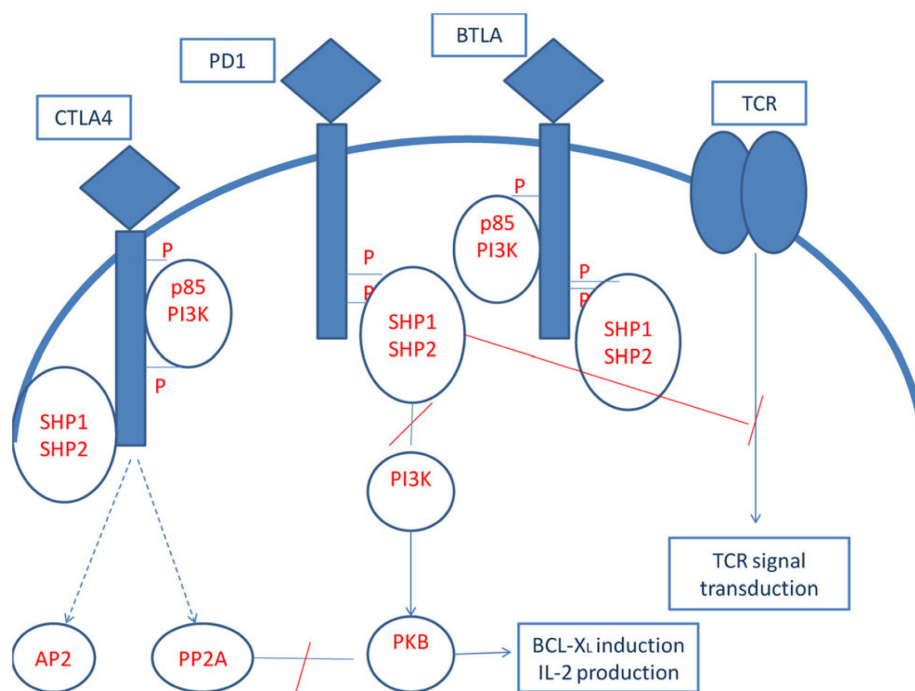 BTLA
PD1
TCR
CTLA4
P
p85
PI3K
P
P
p85
PI3K
P
P
SHP1
SHP2
P
P
SHP1
SHP2
SHP1
SHP2
PI3K
TCR signal
transduction
AP2
PP2A
PKB
BCL-XL induction
IL-2 production